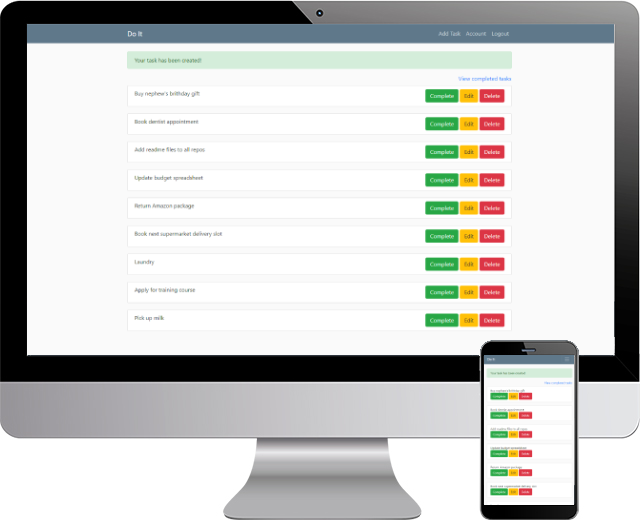 Do It
Add Task Account Logout
Your task has been created!
View completed tasks
Buy nephew's brithday gift
Complete Edit Delete
Book dentist appointment
Complete Edit Delete
Add readme files to all repos
Complete Edit Delete
Update budget spreadsheet
Complete Edit Delete
Return Amazon package
Complete Edit Delete
Book next supermarket delivery slot
Complete Edit Delete
Laundry
Complete Edit Delete
Apply for training course
Complete Edit Delete
Pick up milk
Complete Edit Delete
Do It
Your task has been created!
View completed tasks
Complete Edit Delete
Book dentist appointment
Complete Edit Delete
Add readme files to all repos
Complete Edit Delete
Update budget spreadsheet
Complete Edit Delete
Return Amazon package
Complete Edit Delete
Book next supermarket delivery slot
Complete Edit Delete